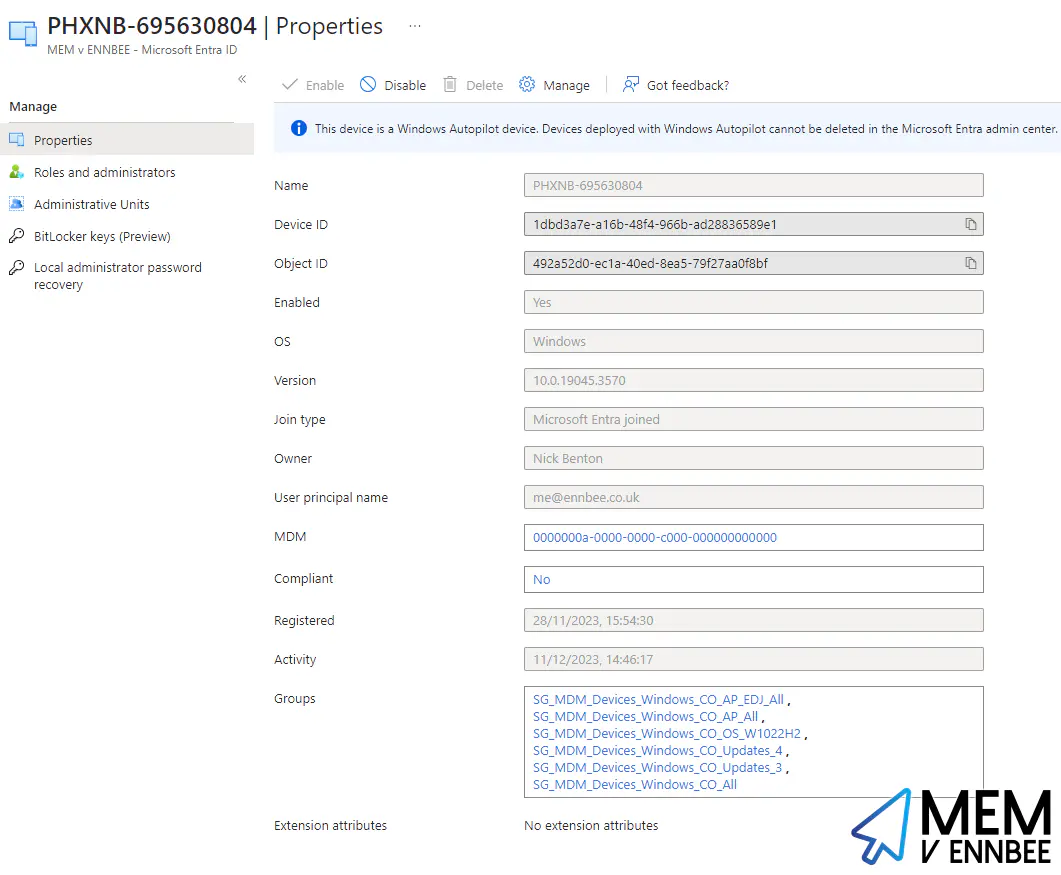 PHXNB-695630804 | Properties ...
MEM v ENNBEE - Microsoft Entra ID
«
Enable Disable Delete Manage Got feedback?
Manage
This device is a Windows Autopilot device. Devices deployed with Windows Autopilot cannot be deleted in the Microsoft Entra admin center.
Properties
Roles and administrators
Administrative Units
BitLocker keys (Preview)
Local administrator password
recovery
Name PHXNB-695630804
Device ID 1dbd3a7e-a16b-48f4-966b-ad28836589e1
Object ID 492a52d0-ec1a-40ed-8ea5-79f27aa0f8bf
Enabled Yes
OS Windows
Version 10.0.19045.3570
Join type Microsoft Entra joined
Owner Nick Benton
User principal name me@ennbee.co.uk
MDM 0000000a-0000-0000-c000-000000000000
Compliant No
Registered 28/11/2023, 15:54:30
Activity 11/12/2023, 14:46:17
Groups SG_MDM_Devices_Windows_CO_AP_EDJ_All ,
SG_MDM_Devices_Windows_CO_AP_All ,
SG_MDM_Devices_Windows_CO_OS_W1022H2 ,
SG_MDM_Devices_Windows_CO_Updates_4 ,
SG_MDM_Devices_Windows_CO_Updates_3 ,
SG_MDM_Devices_Windows_CO_All
Extension attributes No extension attributes
MEM
V ENNBEE